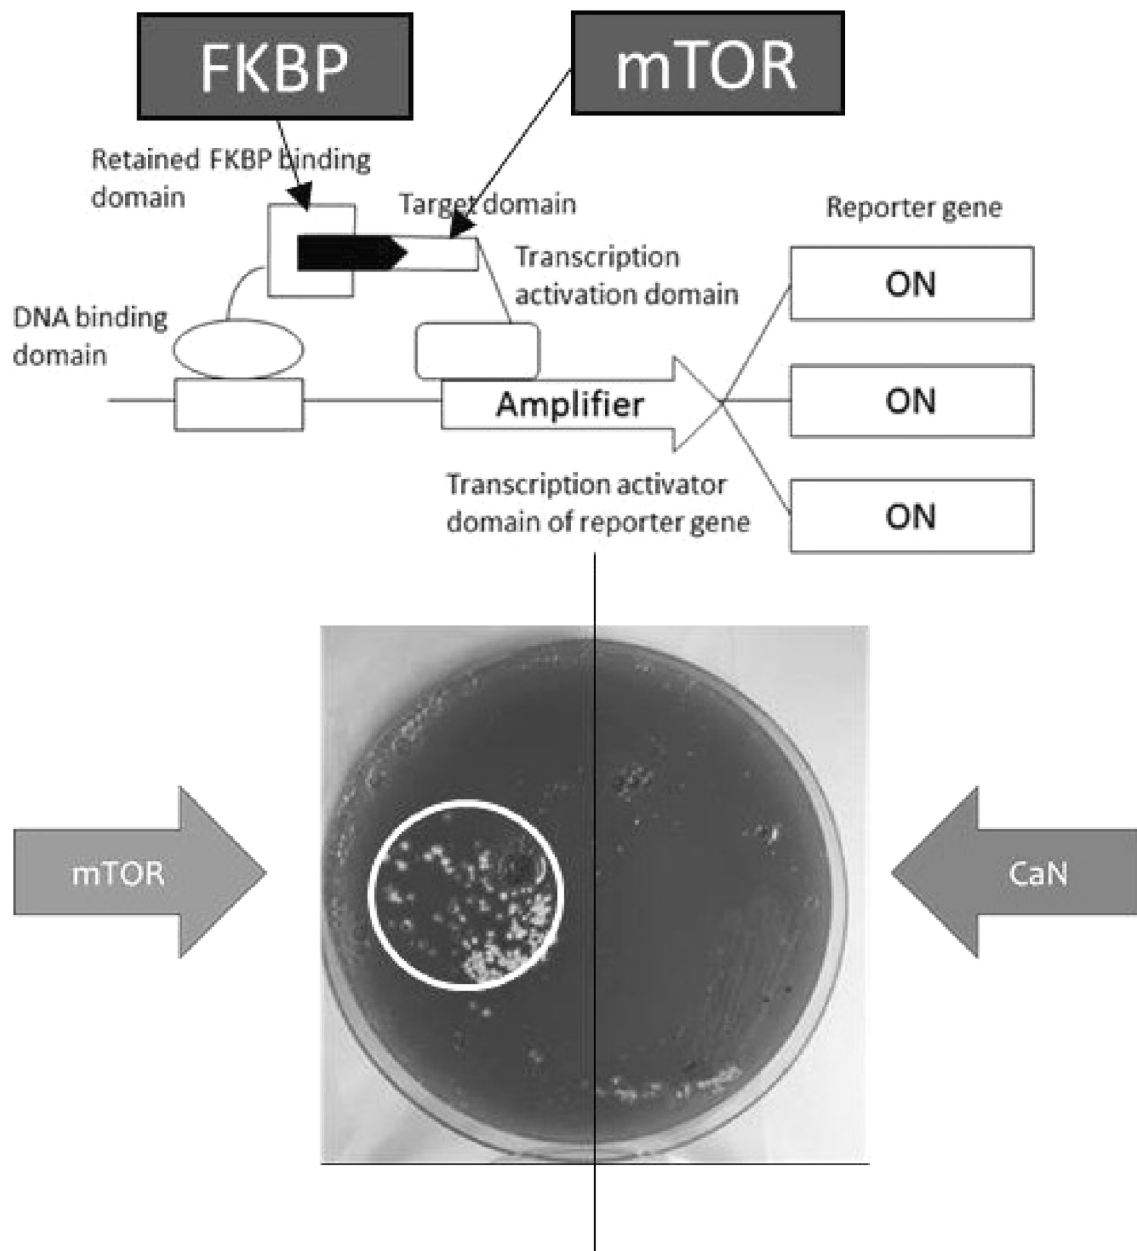 FKBP
mTOR
Retained FKBP binding
domain
Target domain
Reporter gene
Transcription
activation domain
ON
DNA binding
domain
Amplifier
ON
Transcription activator
domain of reporter gene
ON
mTOR
CaN